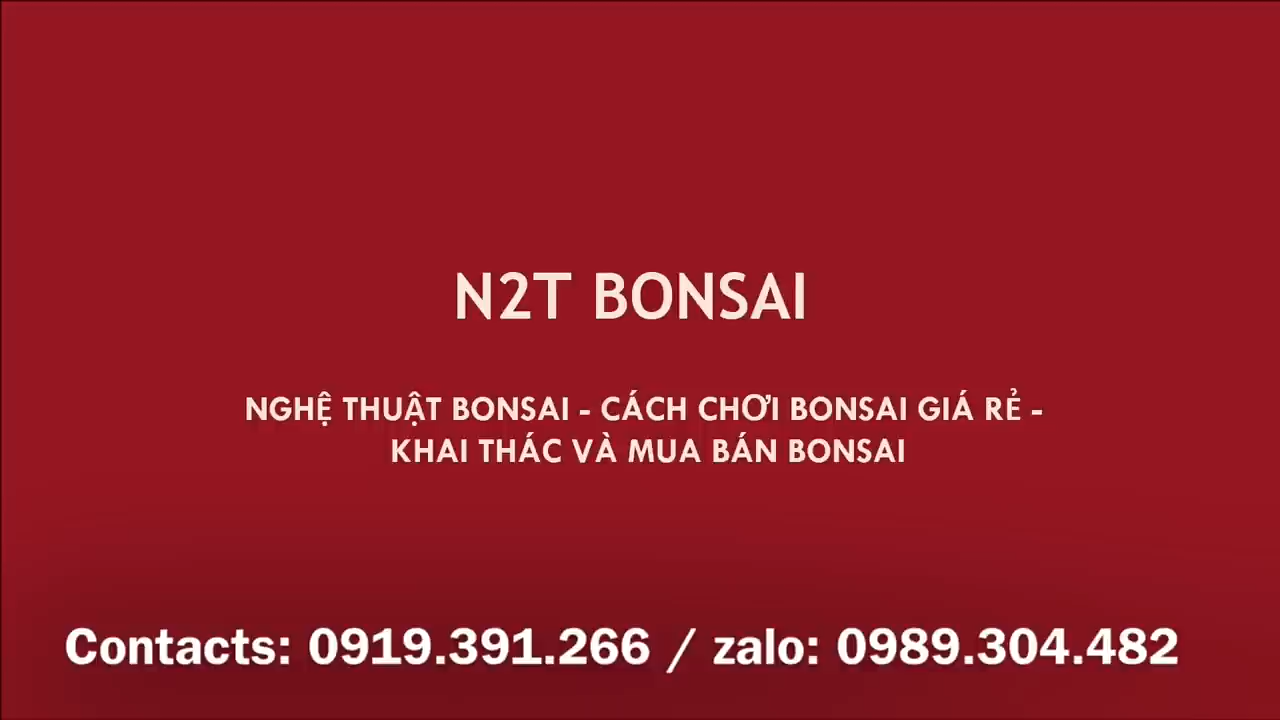 N2T BONSAI
NGHỆ THUẬT BONSAI - CÁCH CHƠI BONSAI GIÁ RẺ -
KHAI THÁC VÀ MUA BÁN BONSAI
Contacts: 0919.391.266 / zalo: 0989.304.482